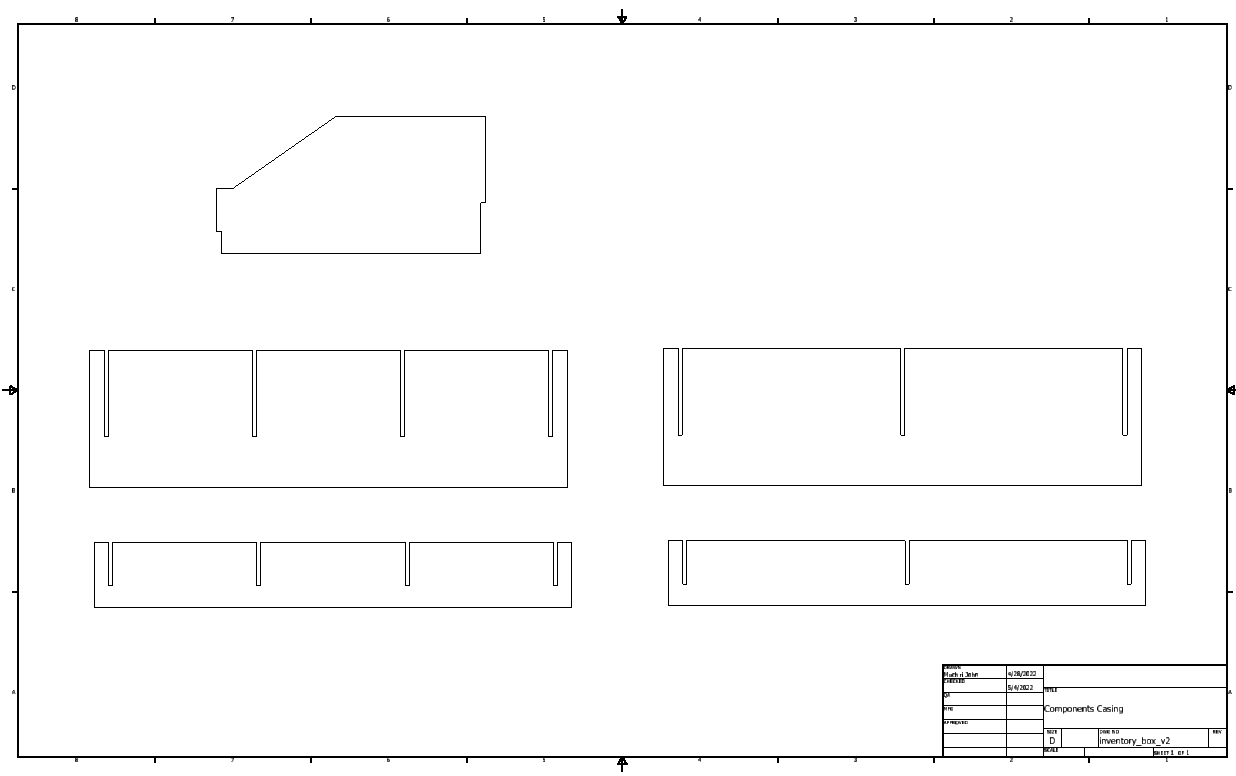 8 7 6 5 4 3 2 1
D D
C C
B B
A A
DRAWN
4/28/2022
CHECKED
5/4/2022
QA
TITLE
MFG
Components Casing
APPROVED
SIZE DWG NO REV
D inventory_box_v2
SCALE
SHEET 1 OF 1
8 7 6 5 4 3 2 1